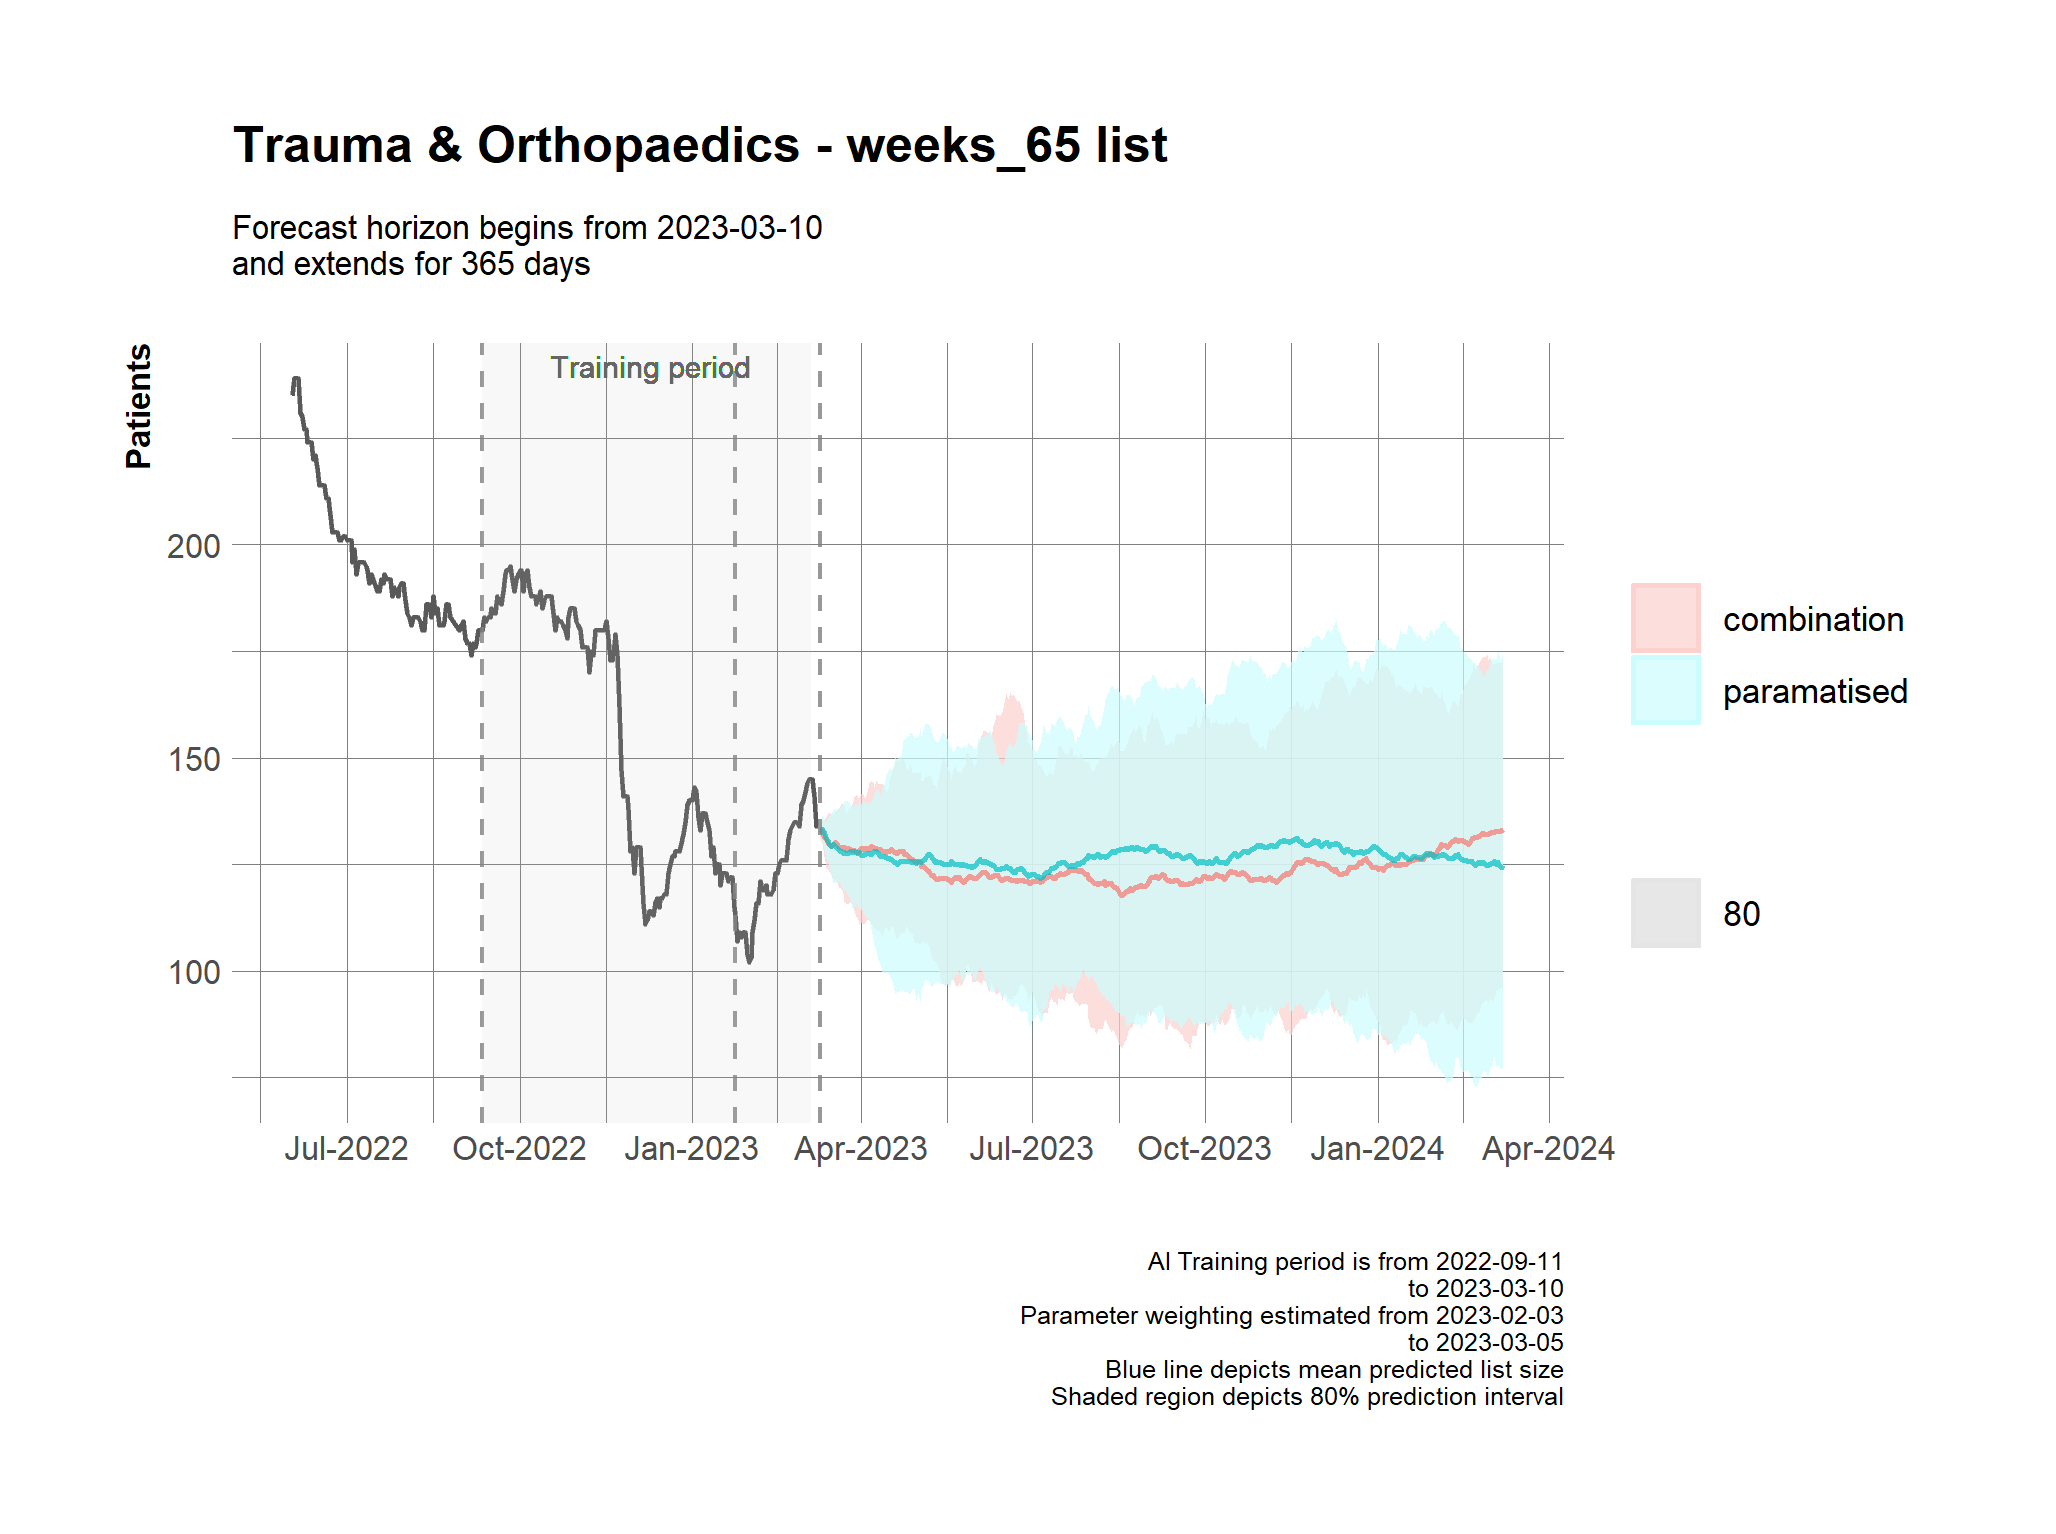 Trauma & Orthopaedics - weeks_65 list
Forecast horizon begins from 2023-03-10
and extends for 365 days
Patients
Training period
200
150
100
Jul-2022
Oct-2022
Jan-2023
Apr-2023
Jul-2023
Oct-2023
Jan-2024
Apr-2024
combination
paramatised
80
AI Training period is from 2022-09-11
to 2023-03-10
Parameter weighting estimated from 2023-02-03
to 2023-03-05
Blue line depicts mean predicted list size
Shaded region depicts 80% prediction interval